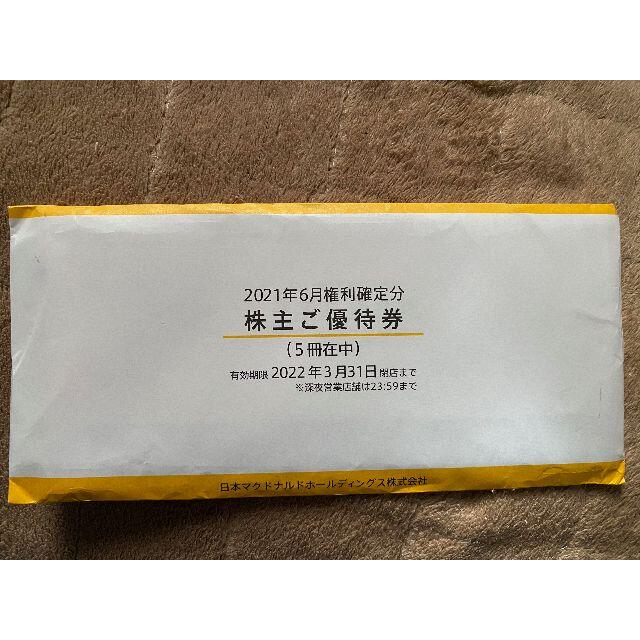 2021年6月権利確定分
株主ご優待券
(5冊在中)
有効期限 2022年3月31日閉店まで
※深夜営業店舗は23:59まで
日本マクドナルドホールディングス株式会社